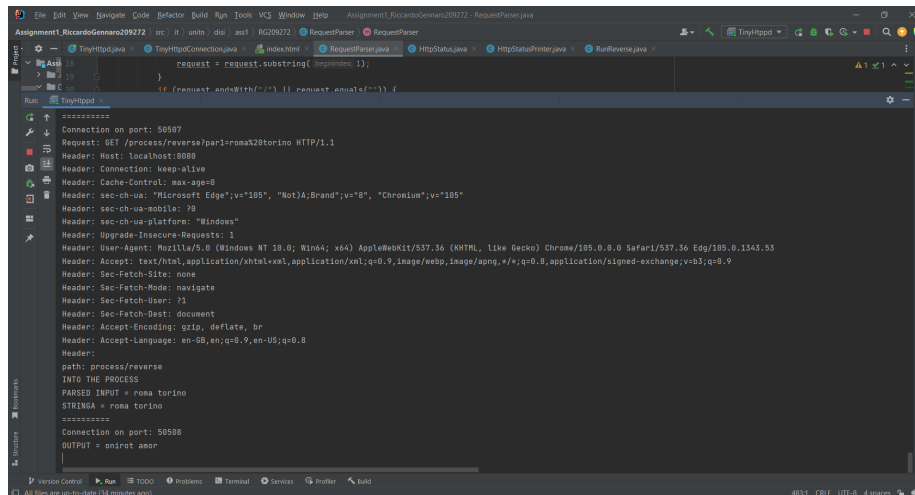 File Edit View Navigate Code Refactor Build Run Tools VCS Window Help Assignment1_RiccardoGennaro209272 - RequestParser.java
Assignment1_RiccardoGennaro209272 src it unitn disi ass1 RG209272 RequestParser RequestParser TinyHttpd
Project TinyHttpd.java TinyHttpdConnection.java index.html RequestParser.java HttpStatus.java HttpStatusPrinter.java RunReverse.java
Assi 18 request = request.substring( beginIndex: 1); 1 1
19 }
20 if (request.endsWith("/") || request.equals("")) {
Run: TinyHttpd
==========
Connection on port: 50507
Request: GET /process/reverse?par1=roma%20torino HTTP/1.1
Header: Host: localhost:8080
Header: Connection: keep-alive
Header: Cache-Control: max-age=0
Header: sec-ch-ua: "Microsoft Edge";v="105", "Not)A;Brand";v="8", "Chromium";v="105"
Header: sec-ch-ua-mobile: ?0
Header: sec-ch-ua-platform: "Windows"
Header: Upgrade-Insecure-Requests: 1
Header: User-Agent: Mozilla/5.0 (Windows NT 10.0; Win64; x64) AppleWebKit/537.36 (KHTML, like Gecko) Chrome/105.0.0.0 Safari/537.36 Edg/105.0.1343.53
Header: Accept: text/html,application/xhtml+xml,application/xml;q=0.9,image/webp,image/apng,*/*;q=0.8,application/signed-exchange;v=b3;q=0.9
Header: Sec-Fetch-Site: none
Header: Sec-Fetch-Mode: navigate
Header: Sec-Fetch-User: ?1
Header: Sec-Fetch-Dest: document
Header: Accept-Encoding: gzip, deflate, br
Header: Accept-Language: en-GB,en;q=0.9,en-US;q=0.8
Header:
path: process/reverse
INTO THE PROCESS
PARSED INPUT = roma torino
STRINGA = roma torino
==========
Connection on port: 50508
OUTPUT = onirot amor
Bookmarks
Structure
Version Control Run TODO Problems Terminal Services Profiler Build
All files are up-to-date (34 minutes ago) 483:1 CRLF UTF-8 4 spaces